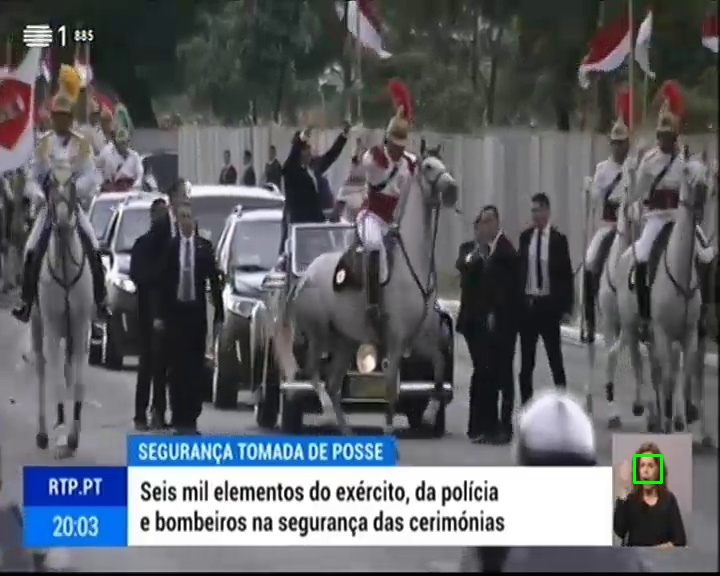 1 885
SEGURANÇA TOMADA DE POSSE
RTP.PT
20:03
Seis mil elementos do exército, da polícia
e bombeiros na segurança das cerimónias